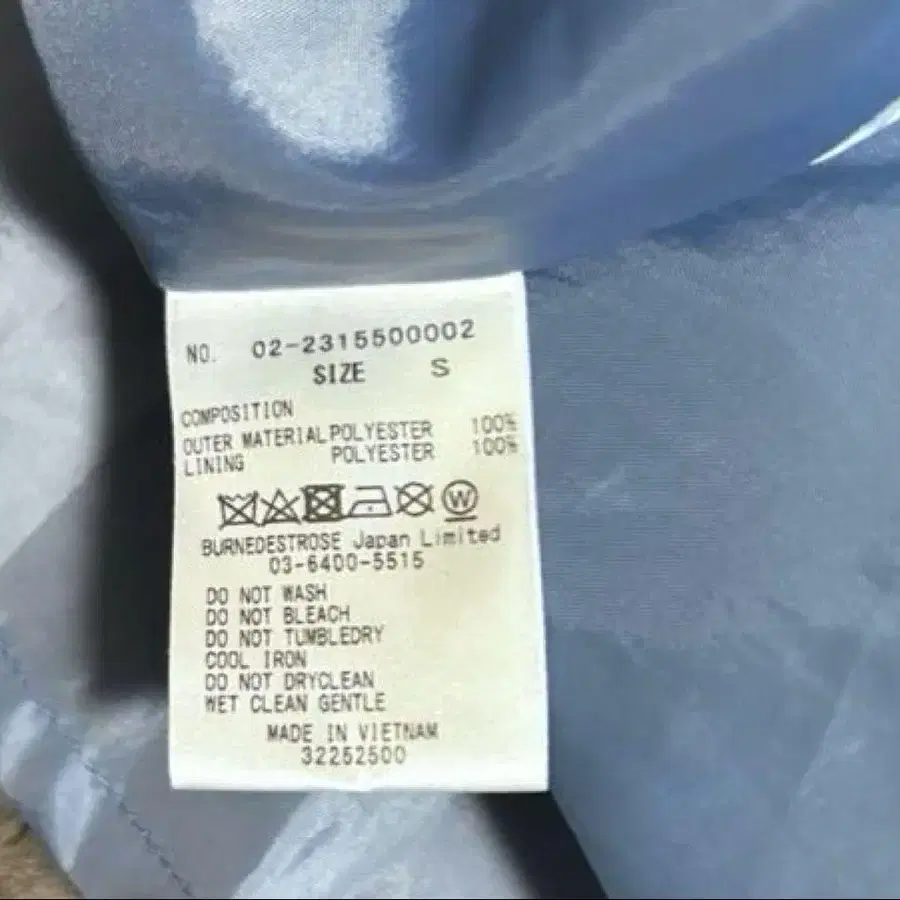 NO. 02-2315500002
SIZE S
COMPOSITION
OUTER MATERIAL POLYESTER 100%
LINING POLYESTER 100%
W
BURNEDESTROSE Japan Limited
03-6400-5515
DO NOT WASH
DO NOT BLEACH
DO NOT TUMBLEDRY
COOL IRON
DO NOT DRYCLEAN
WET CLEAN GENTLE
MADE IN VIETNAM
32252500